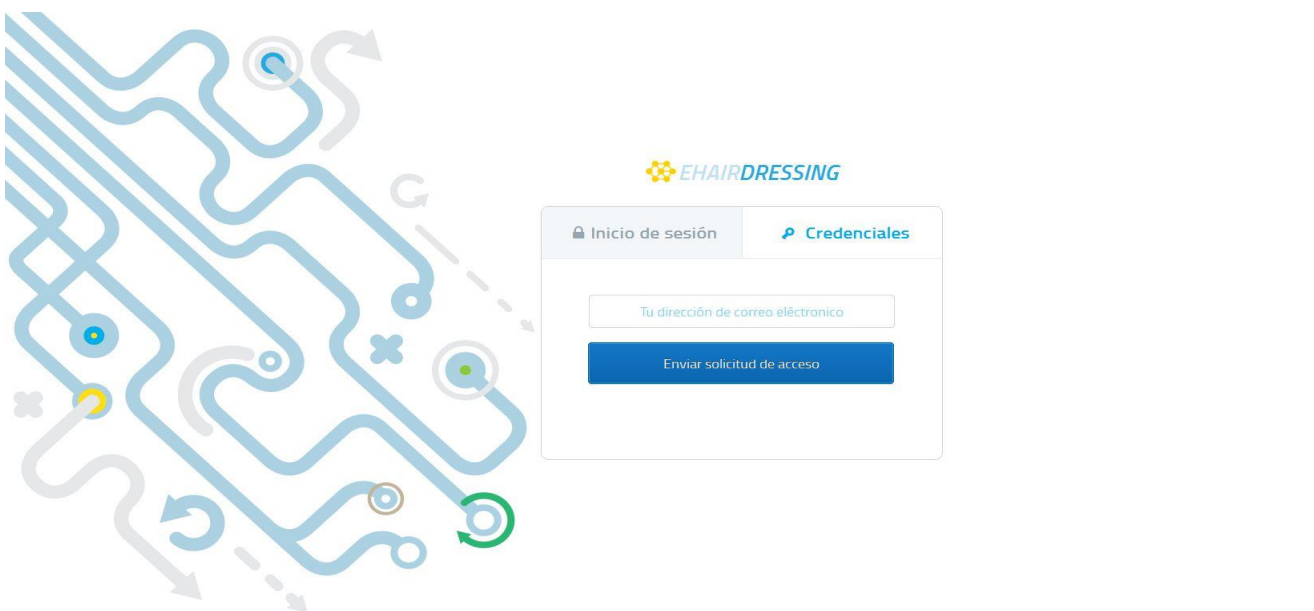 EHAIRDRESSING
Inicio de sesión
Credenciales
Tu dirección de correo eléctronico
Enviar solicitud de acceso